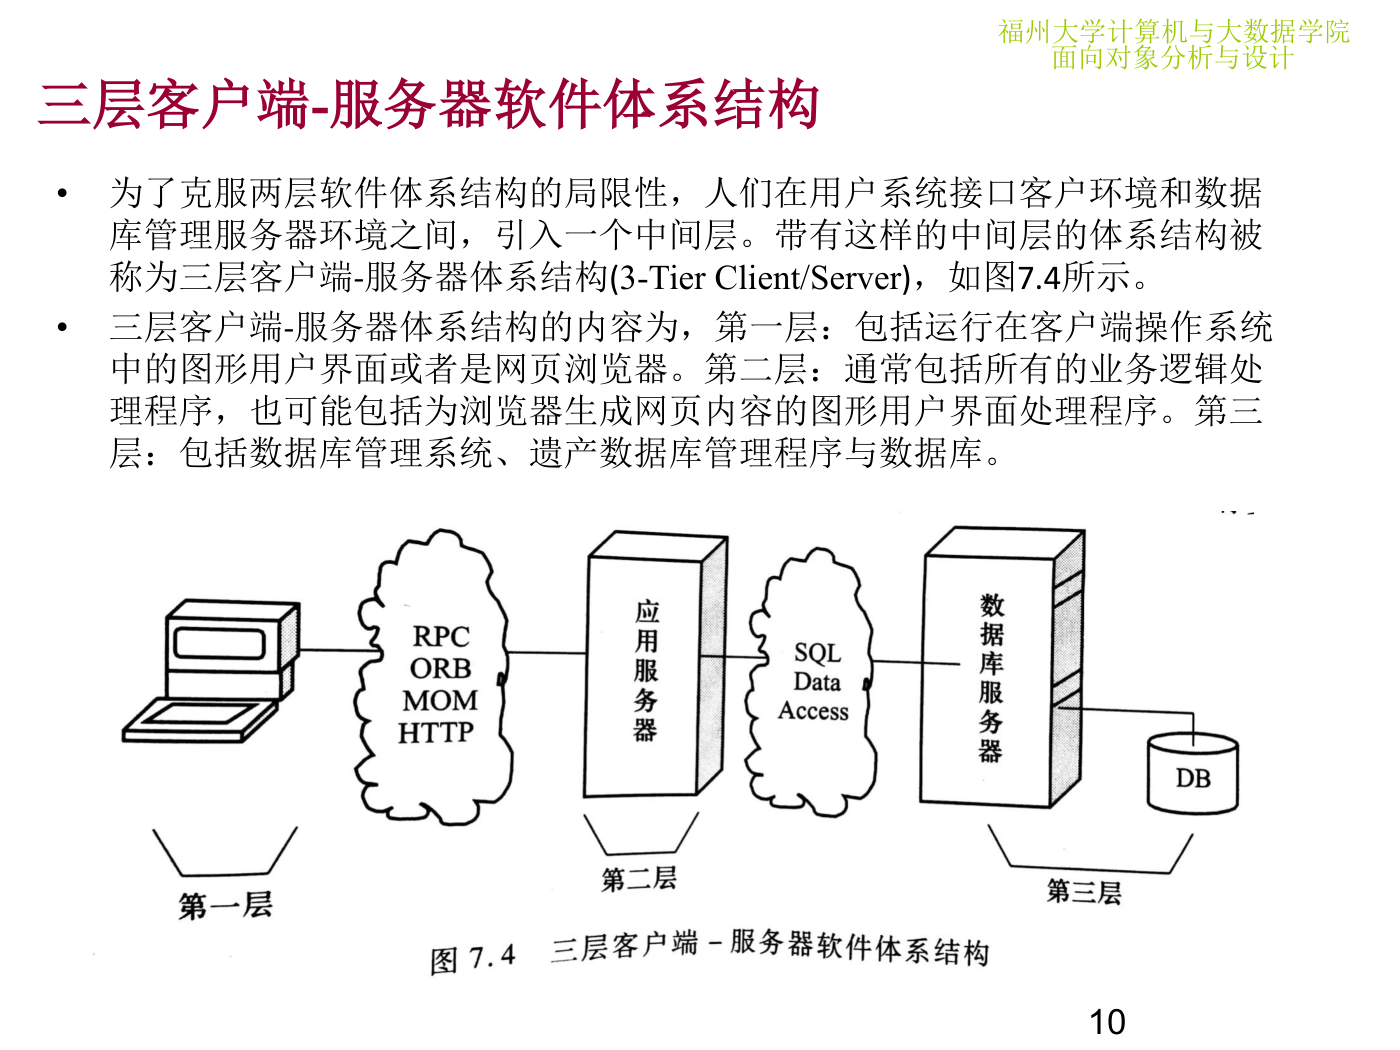 福州大学计算机与大数据学院
面向对象分析与设计
三层客户端-服务器软件体系结构
• 为了克服两层软件体系结构的局限性，人们在用户系统接口客户环境和数据
库管理服务器环境之间，引入一个中间层。带有这样的中间层的体系结构被
称为三层客户端-服务器体系结构(3-Tier Client/Server)，如图7.4所示。
• 三层客户端-服务器体系结构的内容为，第一层：包括运行在客户端操作系统
中的图形用户界面或者是网页浏览器。第二层：通常包括所有的业务逻辑处
理程序，也可能包括为浏览器生成网页内容的图形用户界面处理程序。第三
层：包括数据库管理系统、遗产数据库管理程序与数据库。
RPC
ORB
MOM
HTTP
应用服务器
SQL
Data
Access
数据库服务器
DB
第一层
第二层
第三层
图 7.4 三层客户端－服务器软件体系结构
10